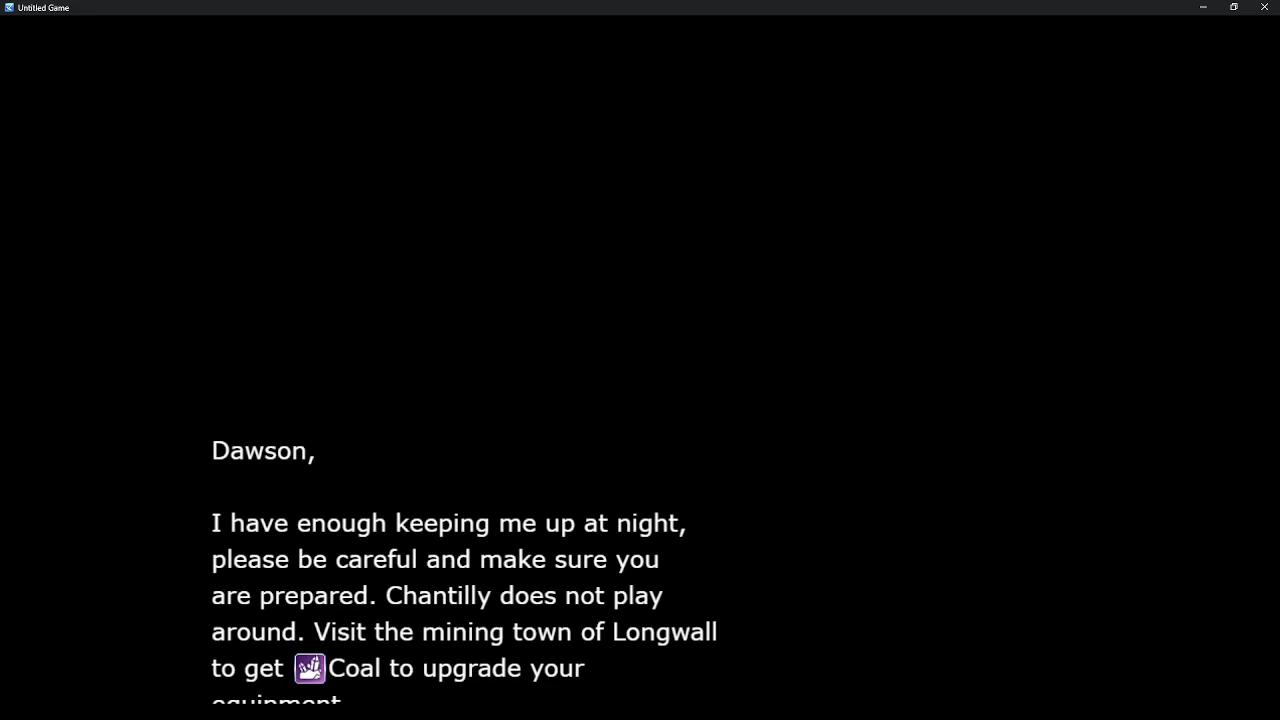 Untitled Game
Dawson,
I have enough keeping me up at night,
please be careful and make sure you
are prepared. Chantilly does not play
around. Visit the mining town of Longwall
to get Coal to upgrade your
equipment